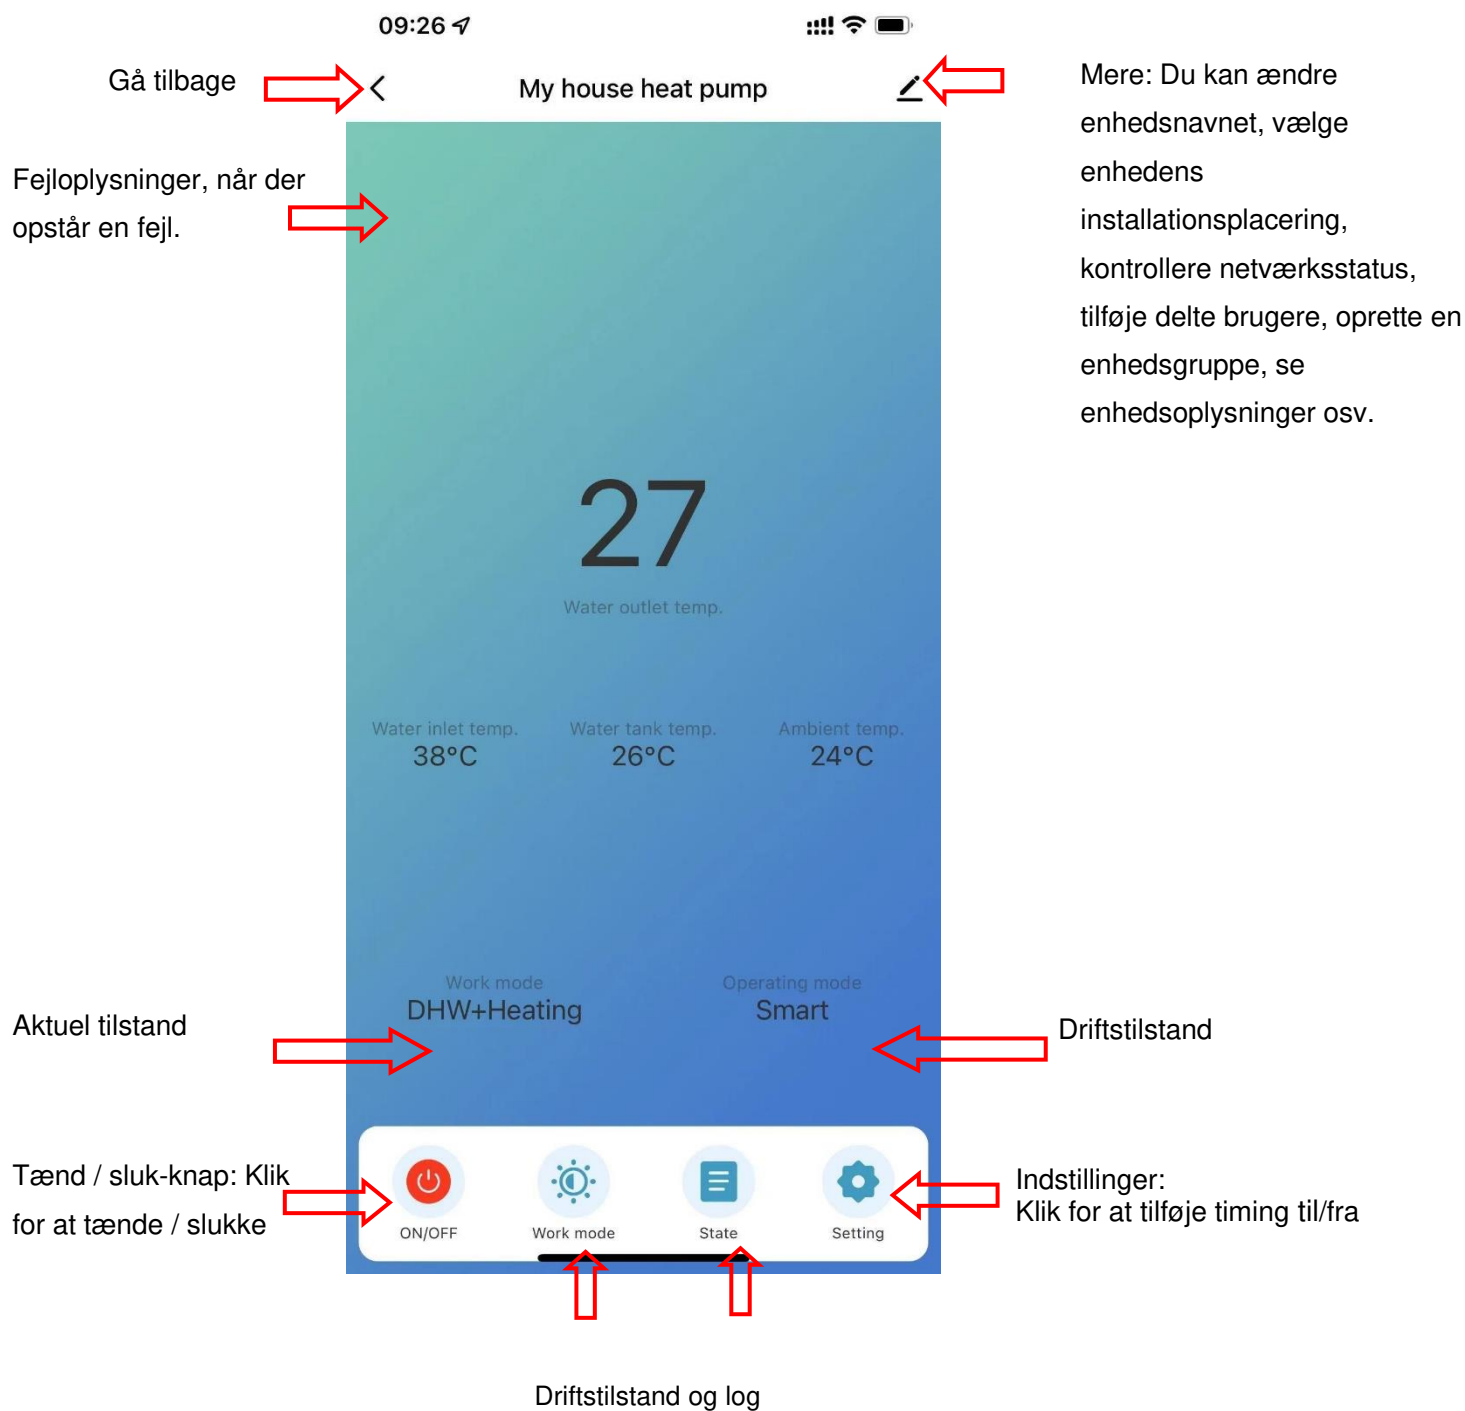 09:26
Gå tilbage
My house heat pump
Mere: Du kan ændre
enhedsnavnet, vælge
enhedens
installationsplacering,
kontrollere netværksstatus,
tilføje delte brugere, oprette en
enhedsgruppe, se
enhedsoplysninger osv.
Fejloplysninger, når der
opstår en fejl.
27
Water outlet temp.
Water inlet temp.
38°C
Water tank temp.
26°C
Ambient temp.
24°C
Work mode
DHW+Heating
Operating mode
Smart
Aktuel tilstand
Driftstilstand
Tænd / sluk-knap: Klik
for at tænde / slukke
ON/OFF
Work mode
State
Setting
Indstillinger:
Klik for at tilføje timing til/fra
Driftstilstand og log